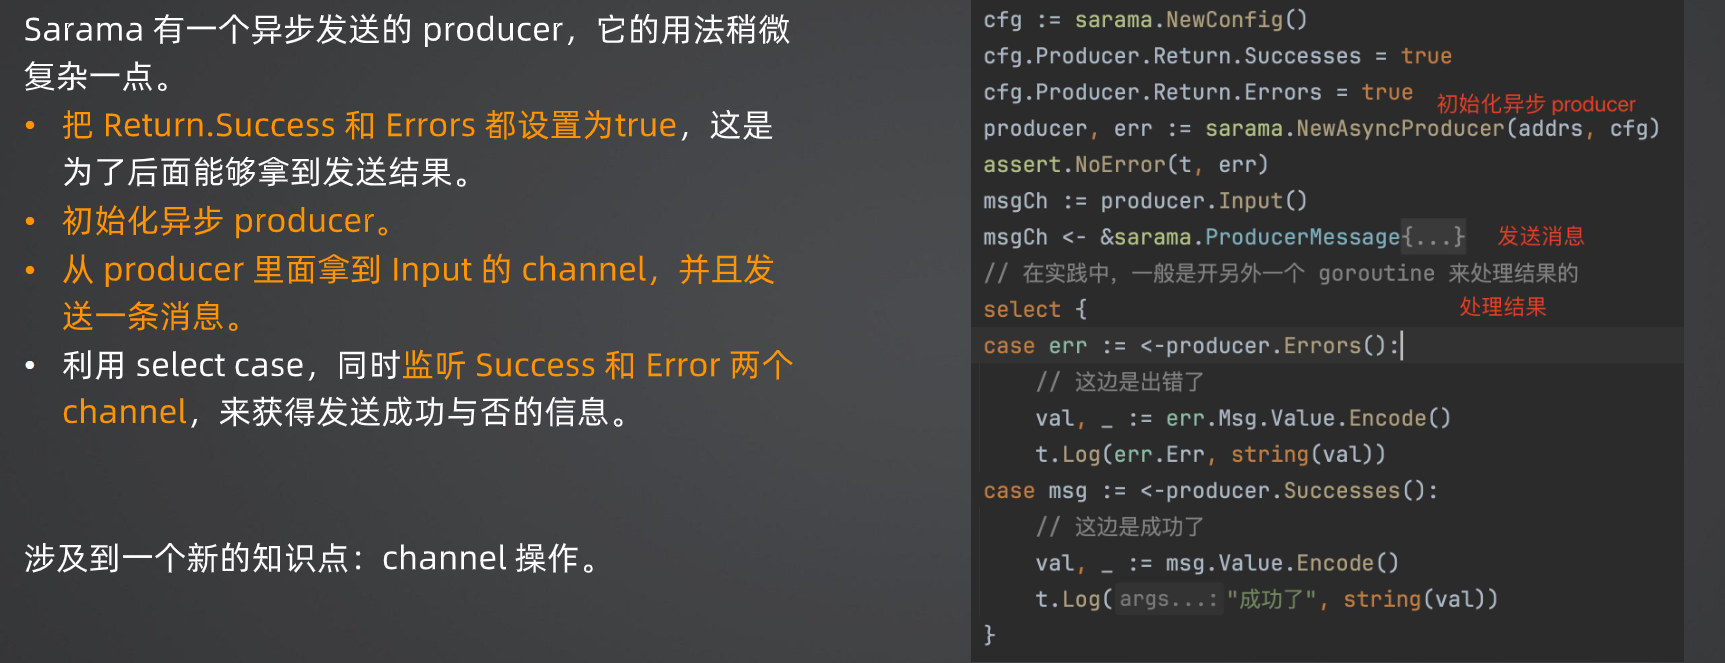 Sarama 有一个异步发送的 producer，它的用法稍微
复杂一点。
• 把 Return.Success 和 Errors 都设置为true，这是
为了后面能够拿到发送结果。
• 初始化异步 producer。
• 从 producer 里面拿到 Input 的 channel，并且发
送一条消息。
• 利用 select case，同时监听 Success 和 Error 两个
channel，来获得发送成功与否的信息。
涉及到一个新的知识点：channel 操作。
cfg := sarama.NewConfig()
cfg.Producer.Return.Successes = true
cfg.Producer.Return.Errors = true
初始化异步 producer
producer, err := sarama.NewAsyncProducer(addrs, cfg)
assert.NoError(t, err)
msgCh := producer.Input()
msgCh <- &sarama.ProducerMessage{...} 发送消息
// 在实践中，一般是开另外一个 goroutine 来处理结果的
select { 处理结果
case err := <-producer.Errors():
// 这边是出错了
val, _ := err.Msg.Value.Encode()
t.Log(err.Err, string(val))
case msg := <-producer.Successes():
// 这边是成功了
val, _ := msg.Value.Encode()
t.Log( args...: "成功了", string(val))
}